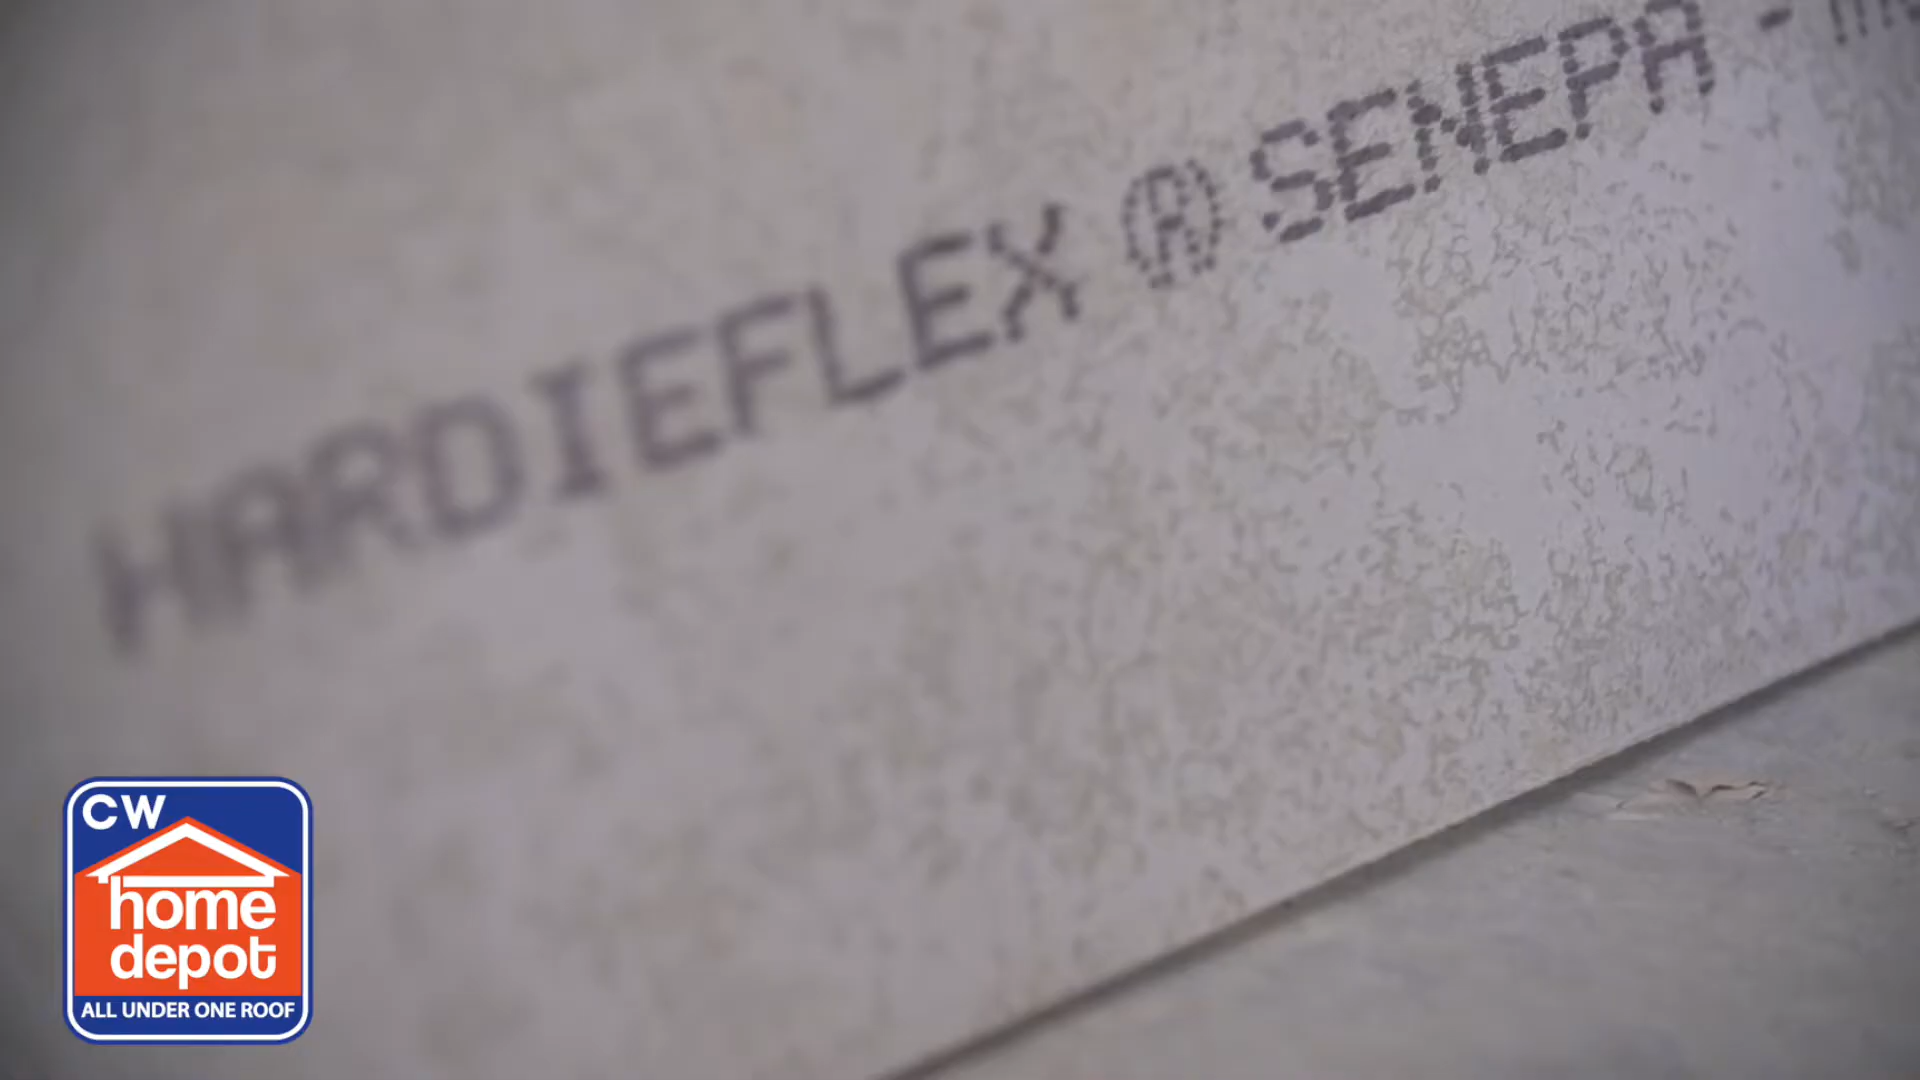 HARDIEFLEX ® SENEPA -
CW
home
depot
ALL UNDER ONE ROOF